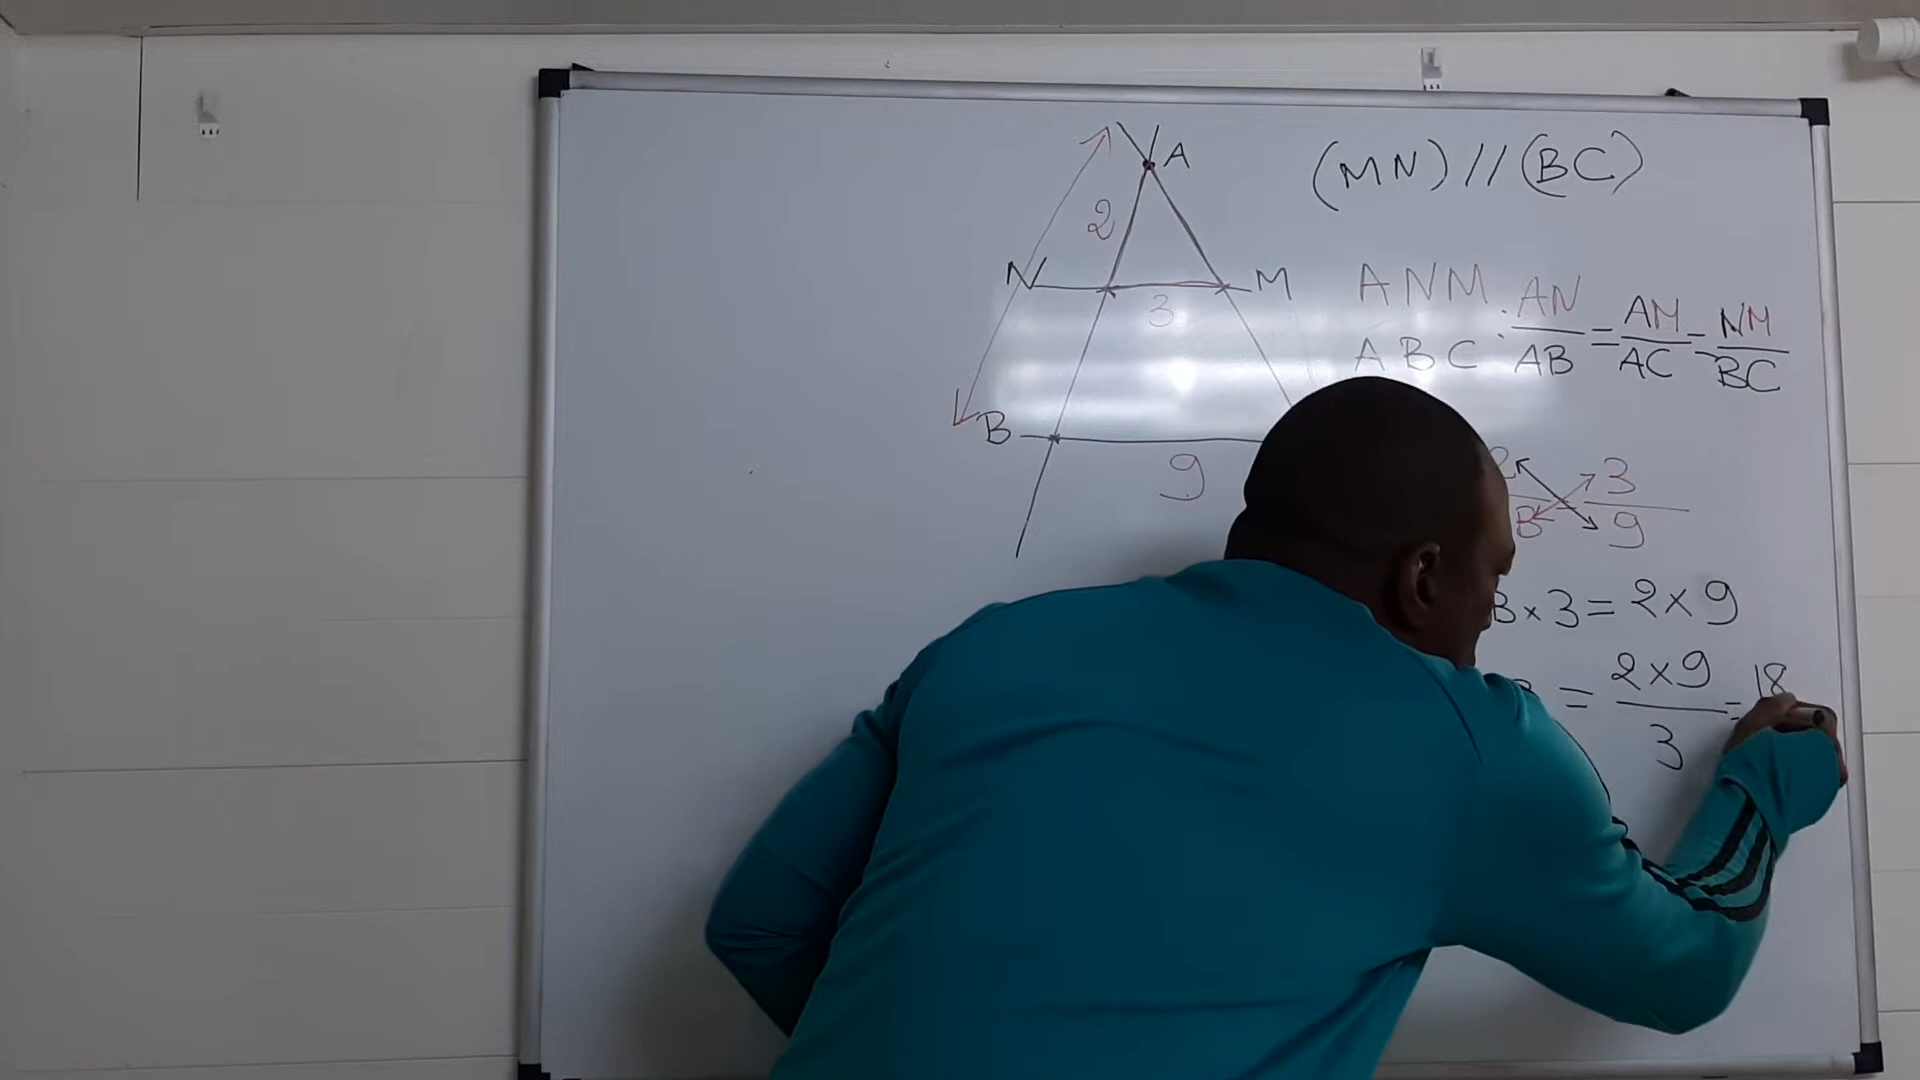 A
(MN) // (BC)
2
N
M
3
ANM : AN/AB = AM/AC = NM/BC
ABC
B
9
2 3
B 9
B × 3 = 2 × 9
= 2 × 9 / 3 = 18